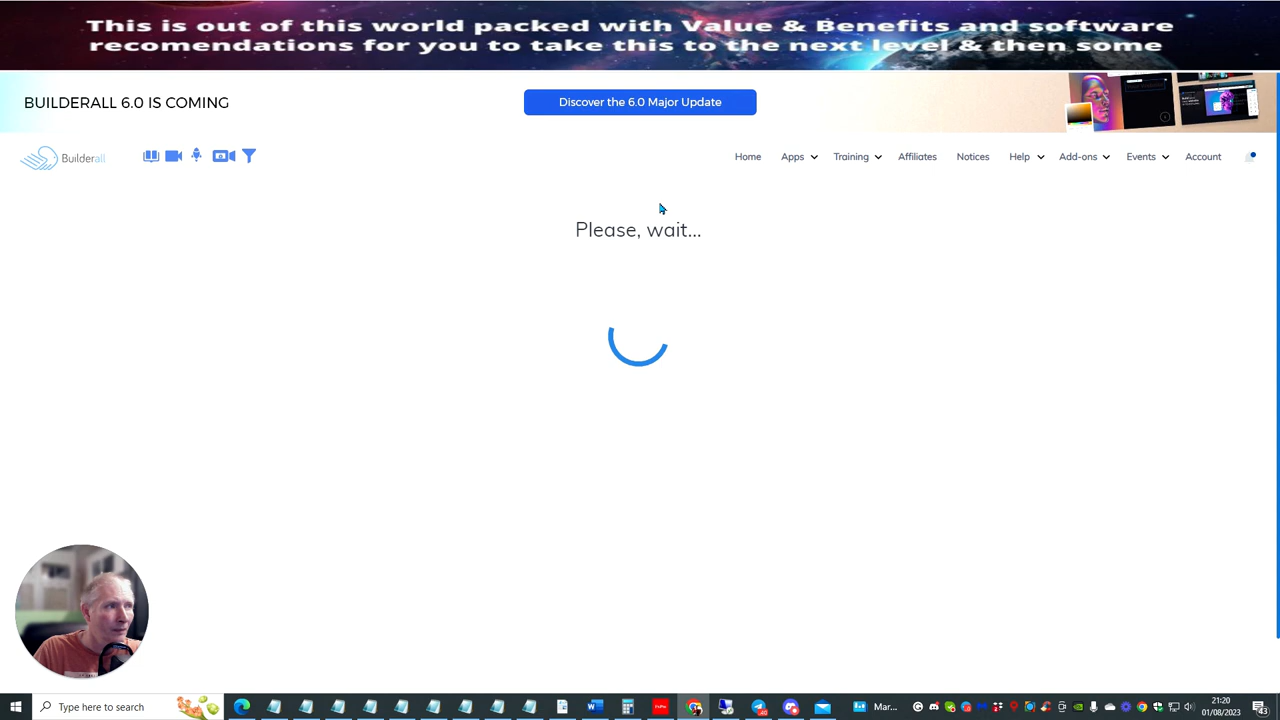 This is out of this world packed with Value & Benefits and software
recomendations for you to take this to the next level & then some
BUILDERALL 6.0 IS COMING
Discover the 6.0 Major Update
Builderall
Home Apps Training Affiliates Notices Help Add-ons Events Account
Please, wait...
Type here to search
Mar...
21:20
01/08/2023